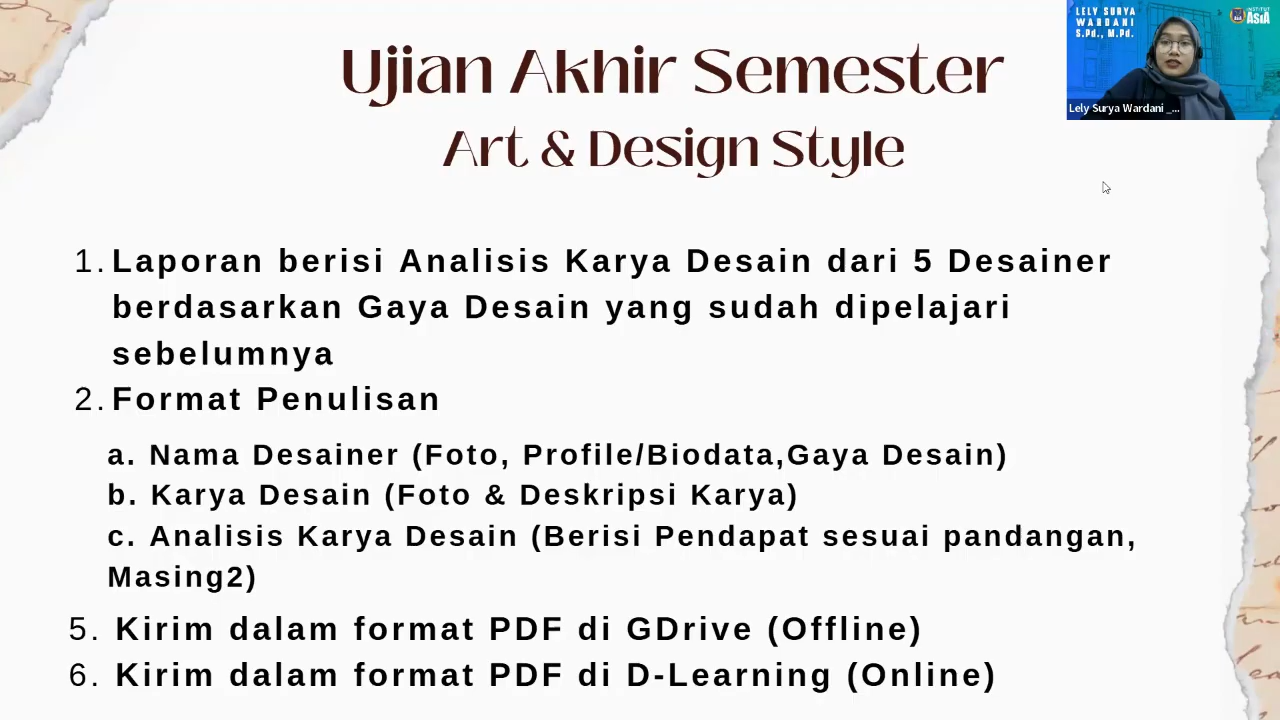 Ujian Akhir Semester
Art & Design Style
1. Laporan berisi Analisis Karya Desain dari 5 Desainer
berdasarkan Gaya Desain yang sudah dipelajari
sebelumnya
2. Format Penulisan
a. Nama Desainer (Foto, Profile/Biodata,Gaya Desain)
b. Karya Desain (Foto & Deskripsi Karya)
c. Analisis Karya Desain (Berisi Pendapat sesuai pandangan,
Masing2)
5. Kirim dalam format PDF di GDrive (Offline)
6. Kirim dalam format PDF di D-Learning (Online)
LELY SURYA
WARDANI
S.Pd., M.Pd.
INSTITUT
ASIA
Lely Surya Wardani _...